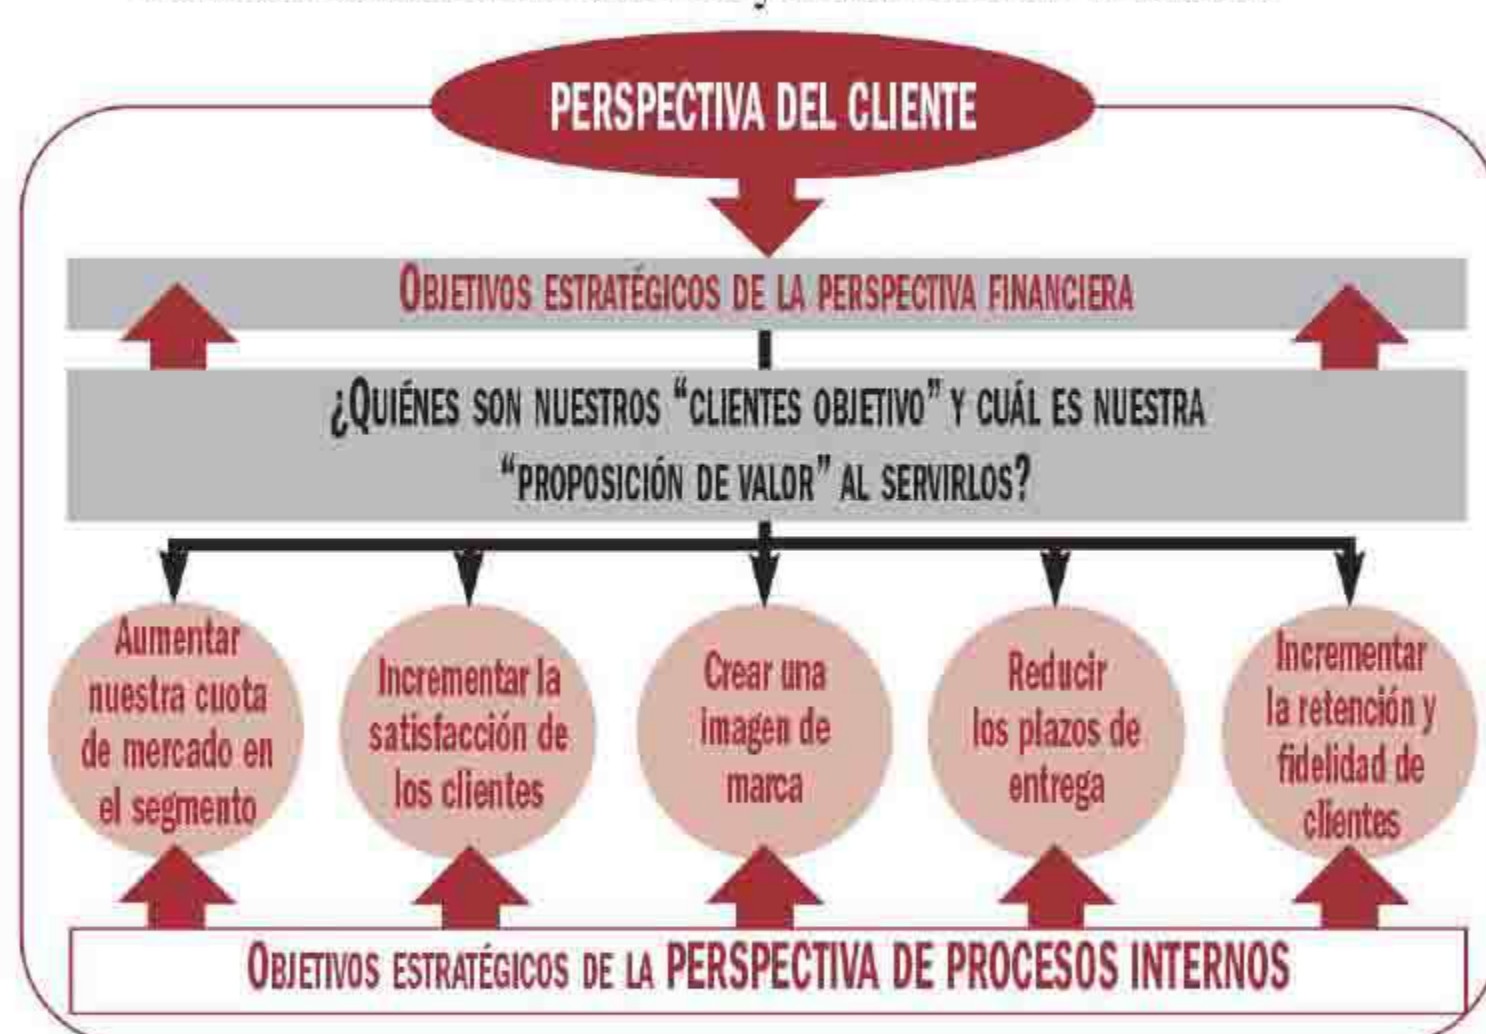 PERSPECTIVA DEL CLIENTE
OBJETIVOS ESTRATÉGICOS DE LA PERSPECTIVA FINANCIERA
¿QUIÉNES SON NUESTROS “CLIENTES OBJETIVO” Y CUÁL ES NUESTRA
“PROPOSICIÓN DE VALOR” AL SERVIRLOS?
Aumentar
nuestra cuota
de mercado en
el segmento
Incrementar la
satisfacción de
los clientes
Crear una
imagen de
marca
Reducir
los plazos de
entrega
Incrementar
la retención y
fidelidad de
clientes
OBJETIVOS ESTRATÉGICOS DE LA PERSPECTIVA DE PROCESOS INTERNOS